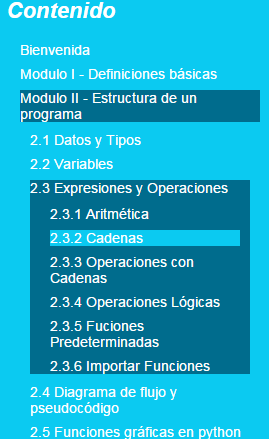 Contenido
Bienvenida
Modulo I - Definiciones básicas
Modulo II - Estructura de un
programa
2.1 Datos y Tipos
2.2 Variables
2.3 Expresiones y Operaciones
2.3.1 Aritmética
2.3.2 Cadenas
2.3.3 Operaciones con
Cadenas
2.3.4 Operaciones Lógicas
2.3.5 Fuciones
Predeterminadas
2.3.6 Importar Funciones
2.4 Diagrama de flujo y
pseudocódigo
2.5 Funciones gráficas en python